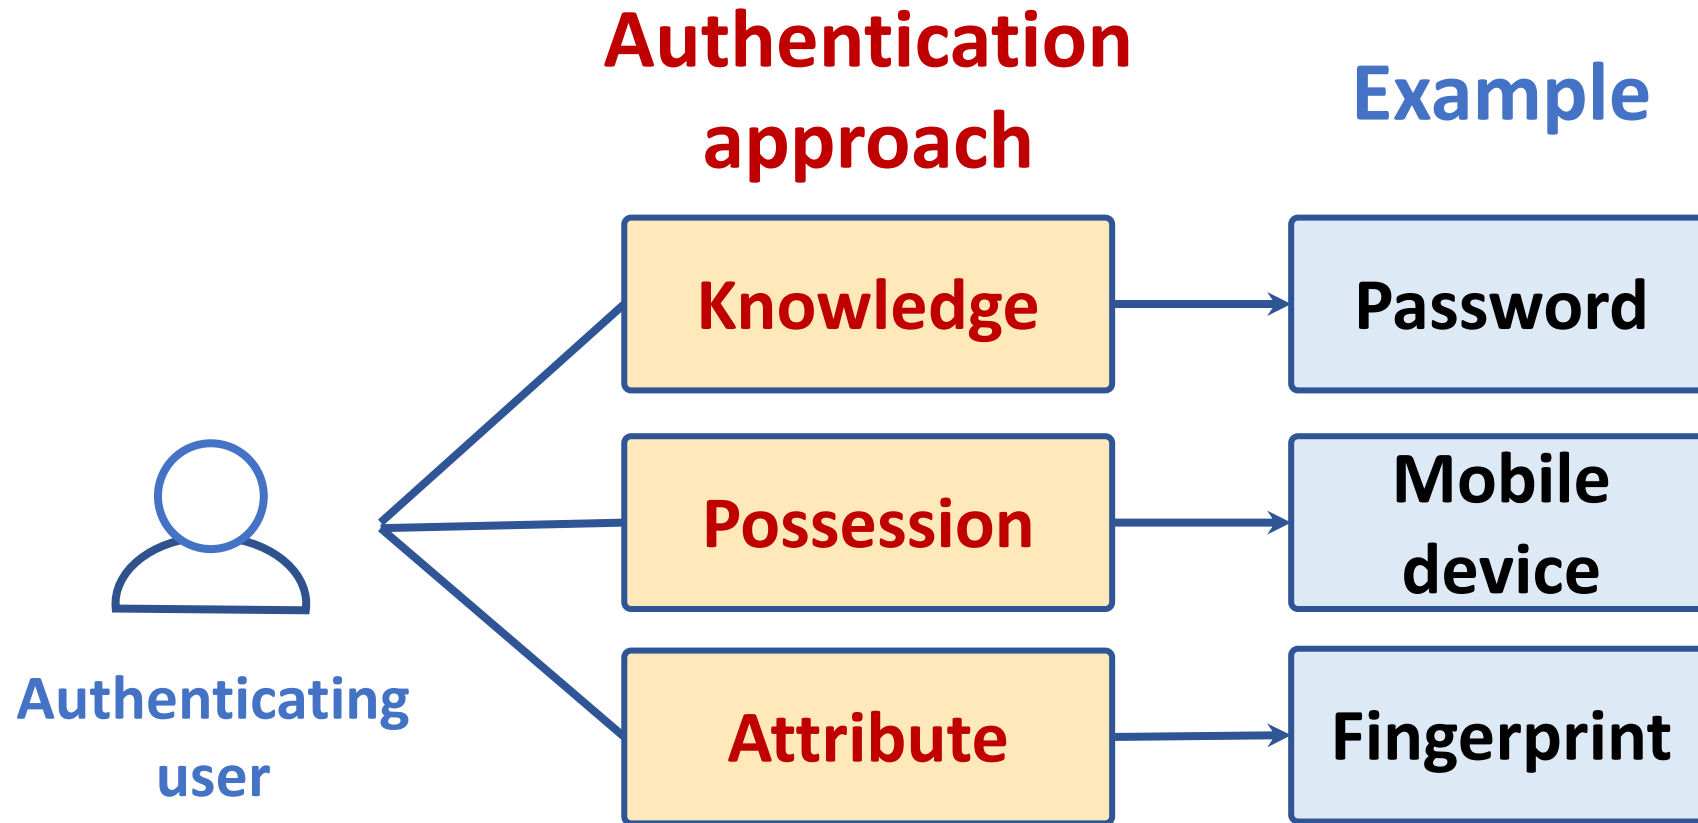 Authentication
approach
Example
Knowledge
Password
Possession
Mobile
device
Attribute
Fingerprint
Authenticating
user